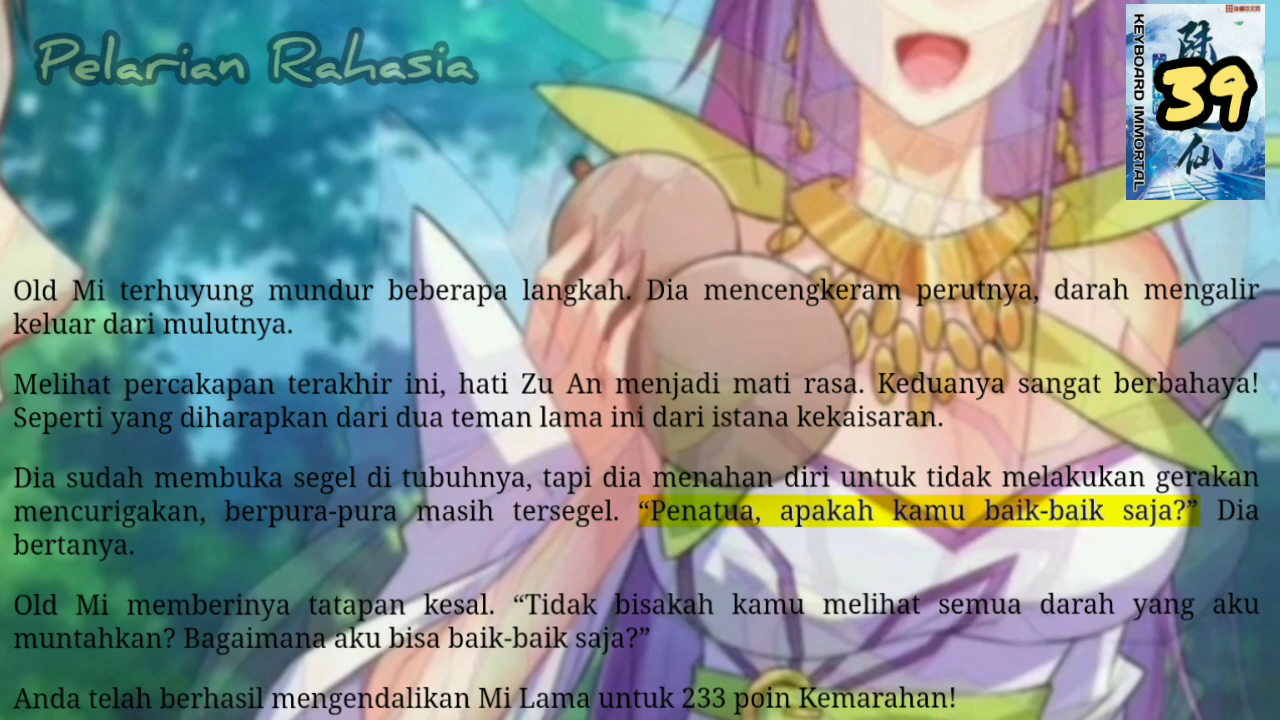 Pelarian Rahasia
KEYBOARD IMMORTAL
39
仙
Old Mi terhuyung mundur beberapa langkah. Dia mencengkeram perutnya, darah mengalir
keluar dari mulutnya.
Melihat percakapan terakhir ini, hati Zu An menjadi mati rasa. Keduanya sangat berbahaya!
Seperti yang diharapkan dari dua teman lama ini dari istana kekaisaran.
Dia sudah membuka segel di tubuhnya, tapi dia menahan diri untuk tidak melakukan gerakan
mencurigakan, berpura-pura masih tersegel. “Penatua, apakah kamu baik-baik saja?” Dia
bertanya.
Old Mi memberinya tatapan kesal. “Tidak bisakah kamu melihat semua darah yang aku
muntahkan? Bagaimana aku bisa baik-baik saja?”
Anda telah berhasil mengendalikan Mi Lama untuk 233 poin Kemarahan!